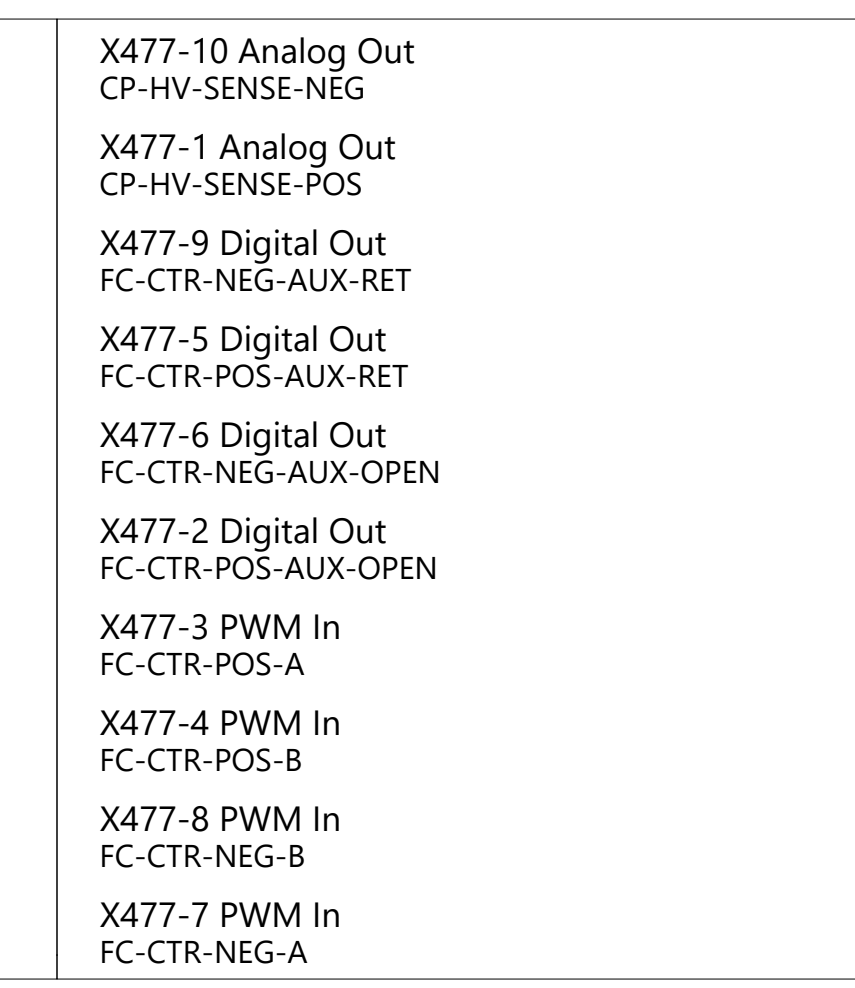 X477-10 Analog Out
CP-HV-SENSE-NEG
X477-1 Analog Out
CP-HV-SENSE-POS
X477-9 Digital Out
FC-CTR-NEG-AUX-RET
X477-5 Digital Out
FC-CTR-POS-AUX-RET
X477-6 Digital Out
FC-CTR-NEG-AUX-OPEN
X477-2 Digital Out
FC-CTR-POS-AUX-OPEN
X477-3 PWM In
FC-CTR-POS-A
X477-4 PWM In
FC-CTR-POS-B
X477-8 PWM In
FC-CTR-NEG-B
X477-7 PWM In
FC-CTR-NEG-A